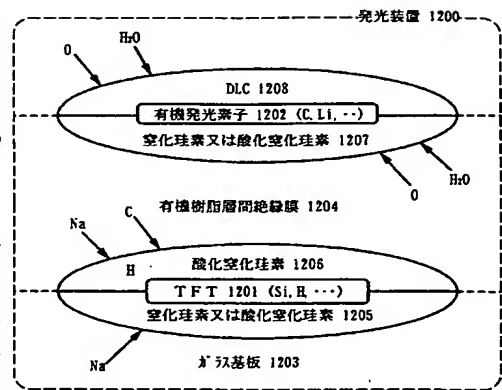 発光装置 1200
O
H₂O
DLC 1208
有機発光素子 1202 (C, Li, ‥)
窒化珪素又は酸化窒化珪素 1207
O
H₂O
有機樹脂層間絶縁膜 1204
Na
C
H
酸化窒化珪素 1206
TFT 1201 (Si, H, ‥‥)
窒化珪素又は酸化窒化珪素 1205
Na
ガラス基板 1203